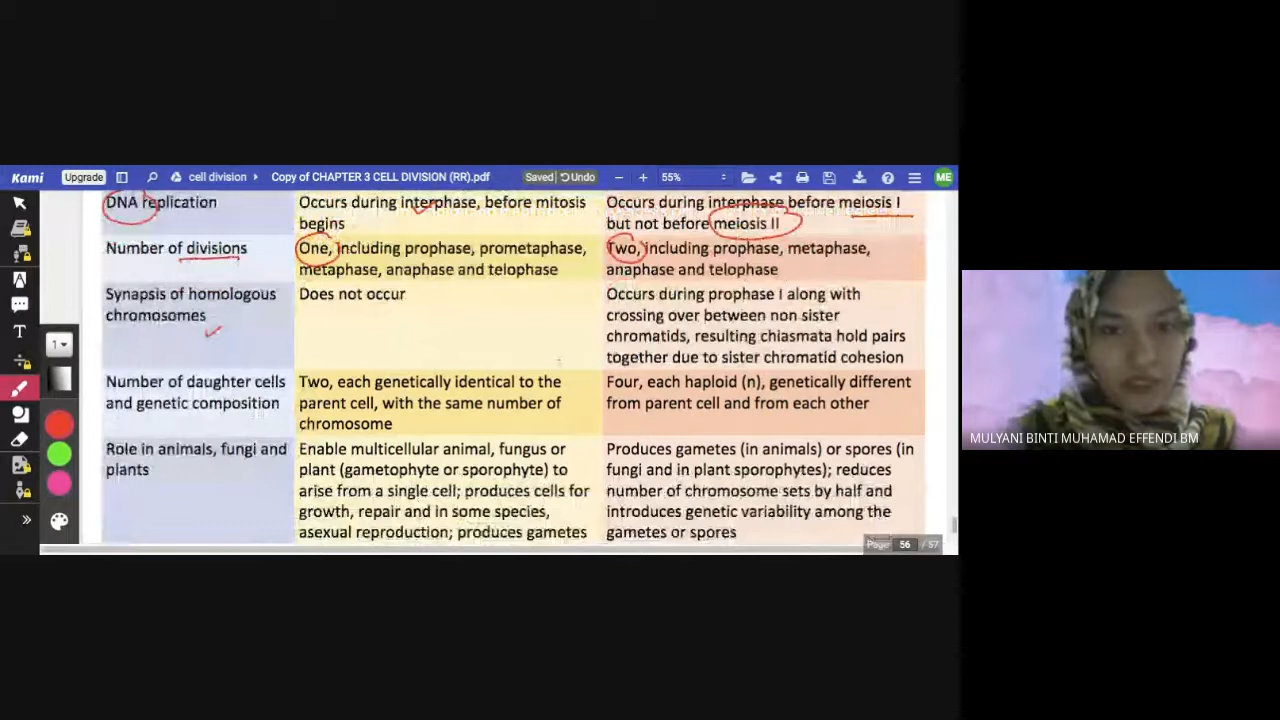 Kami Upgrade cell division Copy of CHAPTER 3 CELL DIVISION (RR).pdf Saved Undo 55% ME
DNA replication
Occurs during interphase, before mitosis
begins
Occurs during interphase before meiosis I
but not before meiosis II
Number of divisions
One, including prophase, prometaphase,
metaphase, anaphase and telophase
Two, including prophase, metaphase,
anaphase and telophase
Synapsis of homologous
chromosomes
Does not occur
Occurs during prophase I along with
crossing over between non sister
chromatids, resulting chiasmata hold pairs
together due to sister chromatid cohesion
Number of daughter cells
and genetic composition
Two, each genetically identical to the
parent cell, with the same number of
chromosome
Four, each haploid (n), genetically different
from parent cell and from each other
Role in animals, fungi and
plants
Enable multicellular animal, fungus or
plant (gametophyte or sporophyte) to
arise from a single cell; produces cells for
growth, repair and in some species,
asexual reproduction; produces gametes
Produces gametes (in animals) or spores (in
fungi and in plant sporophytes); reduces
number of chromosome sets by half and
introduces genetic variability among the
gametes or spores
1
Page: 56 / 57
MULYANI BINTI MUHAMAD EFFENDI BM